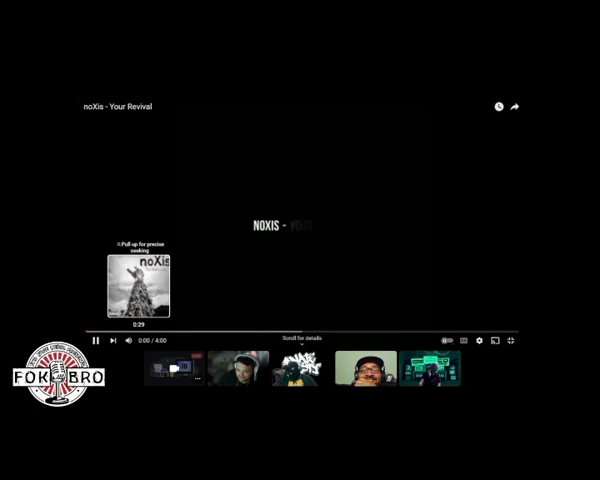 noXis - Your Revival
NOXIS - YOUR
Pull up for precise
seeking
noXis
0:29
0:00 / 4:00
Scroll for details
FOK BRO